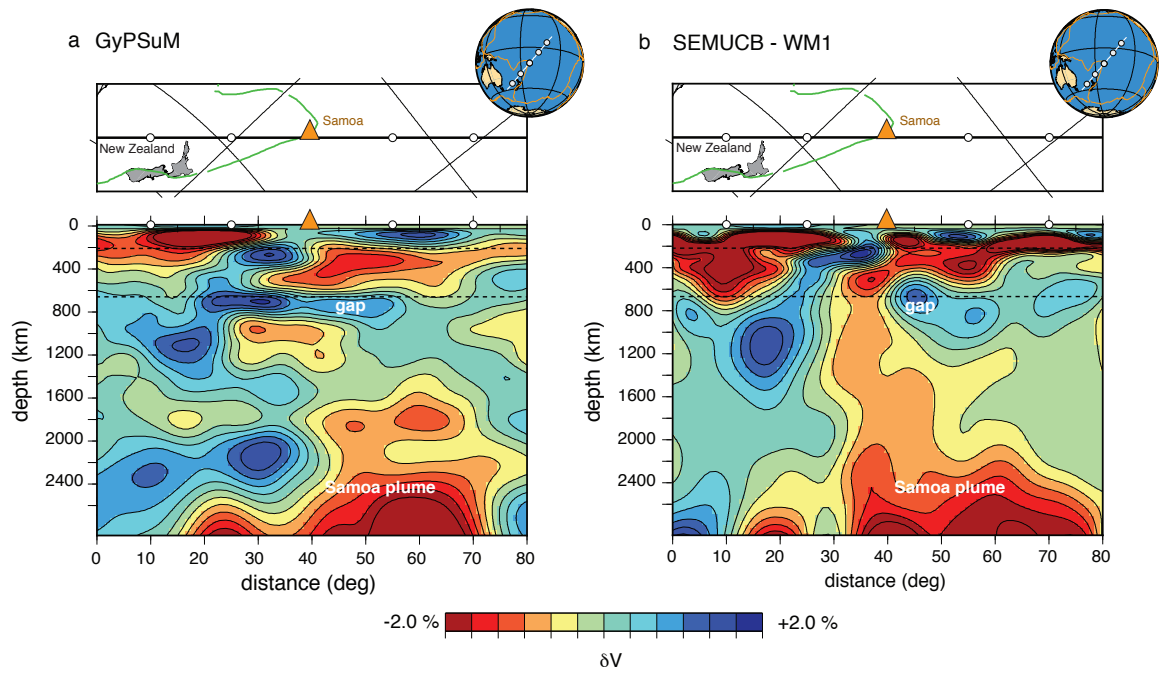 a GyPSuM
b SEMUCB - WM1
Samoa
New Zealand
Samoa
New Zealand
0
400
800
1200
1600
2000
2400
depth (km)
gap
Samoa plume
0 10 20 30 40 50 60 70 80
distance (deg)
0
400
800
1200
1600
2000
2400
depth (km)
gap
Samoa plume
0 10 20 30 40 50 60 70 80
distance (deg)
-2.0 % +2.0 %
δV